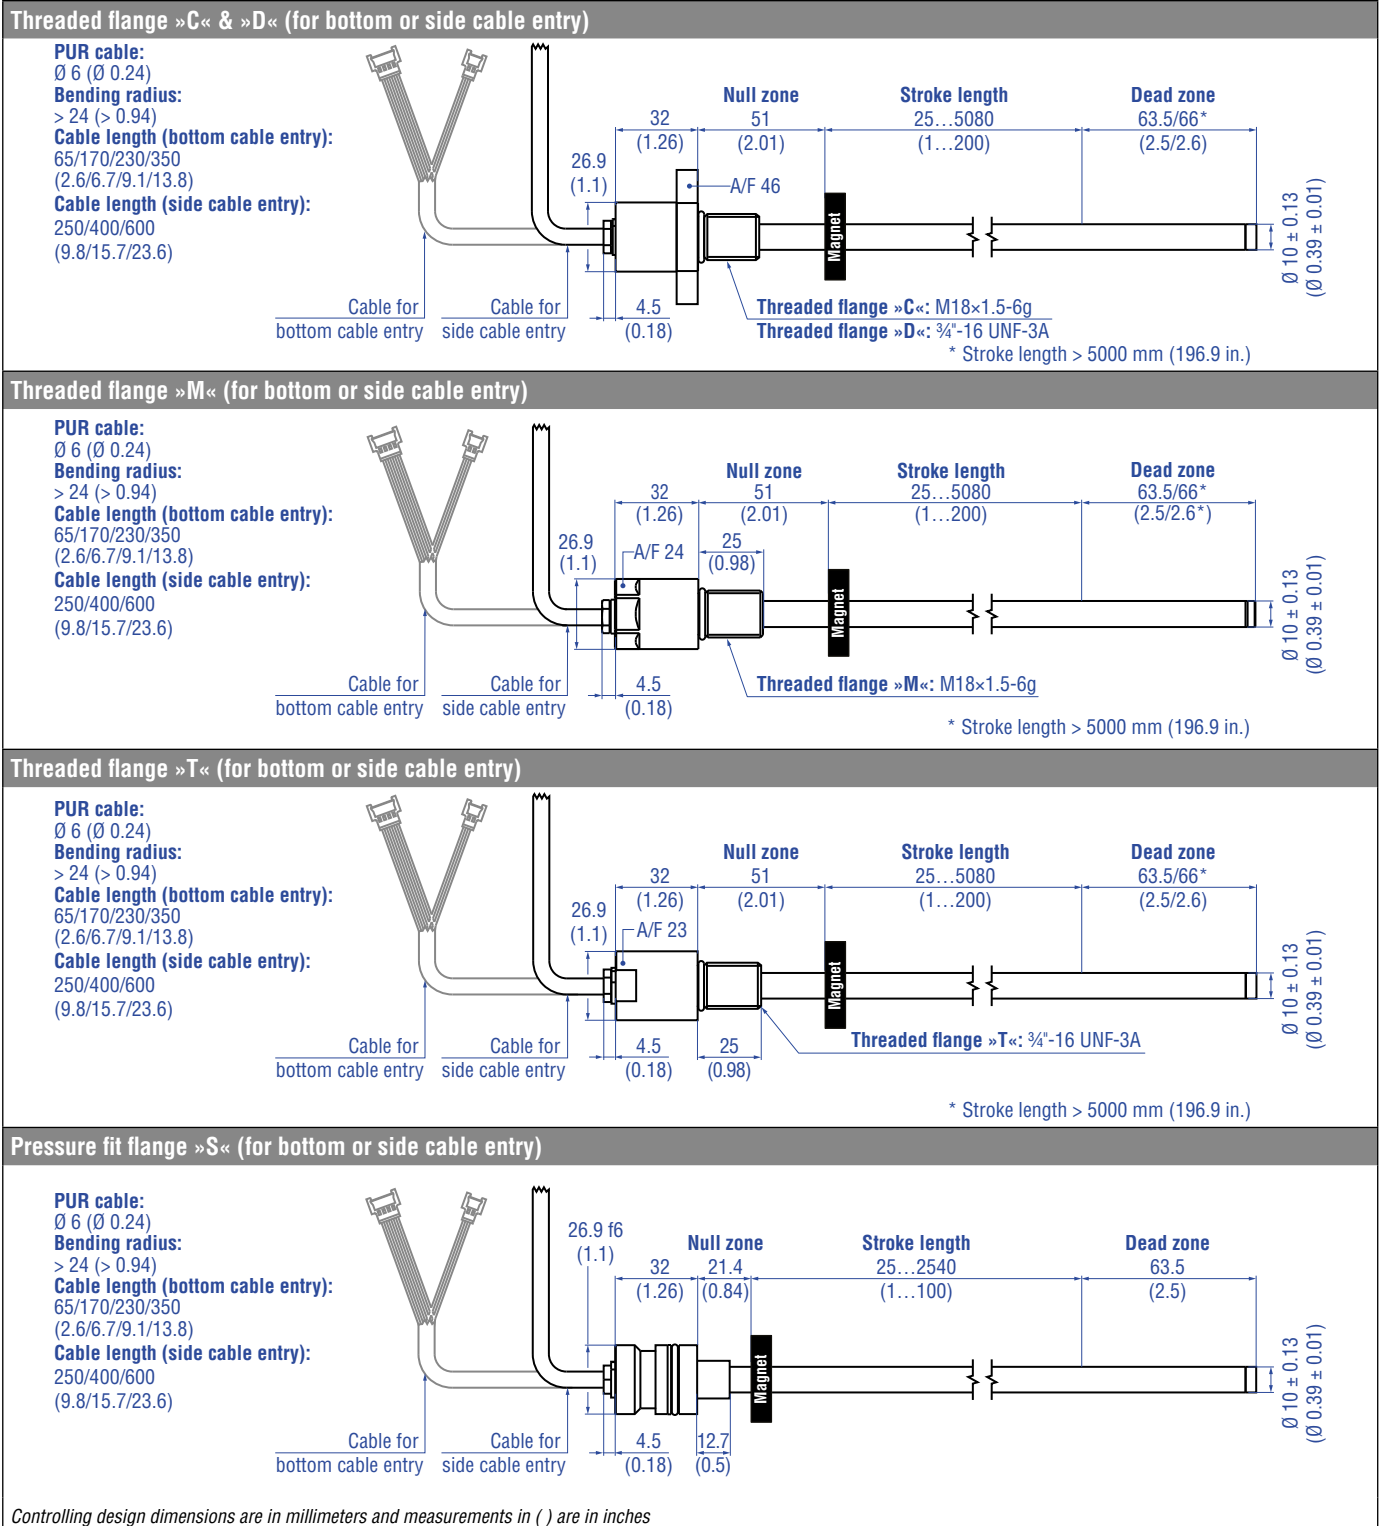 Threaded flange »C« & »D« (for bottom or side cable entry)
PUR cable:
Ø 6 (Ø 0.24)
Bending radius:
> 24 (> 0.94)
Cable length (bottom cable entry):
65/170/230/350
(2.6/6.7/9.1/13.8)
Cable length (side cable entry):
250/400/600
(9.8/15.7/23.6)
Null zone
Stroke length
Dead zone
32
51
25…5080
63.5/66*
(1.26)
(2.01)
(1…200)
(2.5/2.6)
26.9
(1.1)
A/F 46
Magnet
Ø 10 ± 0.13
(Ø 0.39 ± 0.01)
Cable for
bottom cable entry
Cable for
side cable entry
4.5
(0.18)
Threaded flange »C«: M18×1.5-6g
Threaded flange »D«: ¾"-16 UNF-3A
* Stroke length > 5000 mm (196.9 in.)
Threaded flange »M« (for bottom or side cable entry)
PUR cable:
Ø 6 (Ø 0.24)
Bending radius:
> 24 (> 0.94)
Cable length (bottom cable entry):
65/170/230/350
(2.6/6.7/9.1/13.8)
Cable length (side cable entry):
250/400/600
(9.8/15.7/23.6)
Null zone
Stroke length
Dead zone
32
51
25…5080
63.5/66*
(1.26)
(2.01)
(1…200)
(2.5/2.6*)
26.9
(1.1)
A/F 24
25
(0.98)
Magnet
Ø 10 ± 0.13
(Ø 0.39 ± 0.01)
Cable for
bottom cable entry
Cable for
side cable entry
4.5
(0.18)
Threaded flange »M«: M18×1.5-6g
* Stroke length > 5000 mm (196.9 in.)
Threaded flange »T« (for bottom or side cable entry)
PUR cable:
Ø 6 (Ø 0.24)
Bending radius:
> 24 (> 0.94)
Cable length (bottom cable entry):
65/170/230/350
(2.6/6.7/9.1/13.8)
Cable length (side cable entry):
250/400/600
(9.8/15.7/23.6)
Null zone
Stroke length
Dead zone
32
51
25…5080
63.5/66*
(1.26)
(2.01)
(1…200)
(2.5/2.6)
26.9
(1.1)
A/F 23
Magnet
Ø 10 ± 0.13
(Ø 0.39 ± 0.01)
Cable for
bottom cable entry
Cable for
side cable entry
4.5
(0.18)
25
(0.98)
Threaded flange »T«: ¾"-16 UNF-3A
* Stroke length > 5000 mm (196.9 in.)
Pressure fit flange »S« (for bottom or side cable entry)
PUR cable:
Ø 6 (Ø 0.24)
Bending radius:
> 24 (> 0.94)
Cable length (bottom cable entry):
65/170/230/350
(2.6/6.7/9.1/13.8)
Cable length (side cable entry):
250/400/600
(9.8/15.7/23.6)
26.9 f6
(1.1)
Null zone
Stroke length
Dead zone
32
21.4
25…2540
63.5
(1.26)
(0.84)
(1…100)
(2.5)
Magnet
Ø 10 ± 0.13
(Ø 0.39 ± 0.01)
Cable for
bottom cable entry
Cable for
side cable entry
4.5
(0.18)
12.7
(0.5)
Controlling design dimensions are in millimeters and measurements in ( ) are in inches